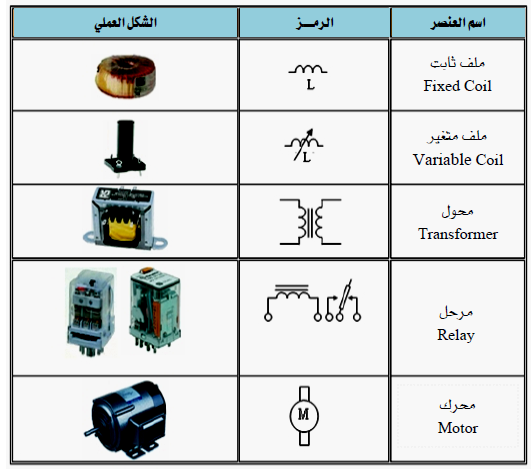 اسم العنصر
الرمـــز
الشكل العملي
ملف ثابت
Fixed Coil
L
ملف متغير
Variable Coil
L
محول
Transformer
مرحل
Relay
محرك
Motor
M